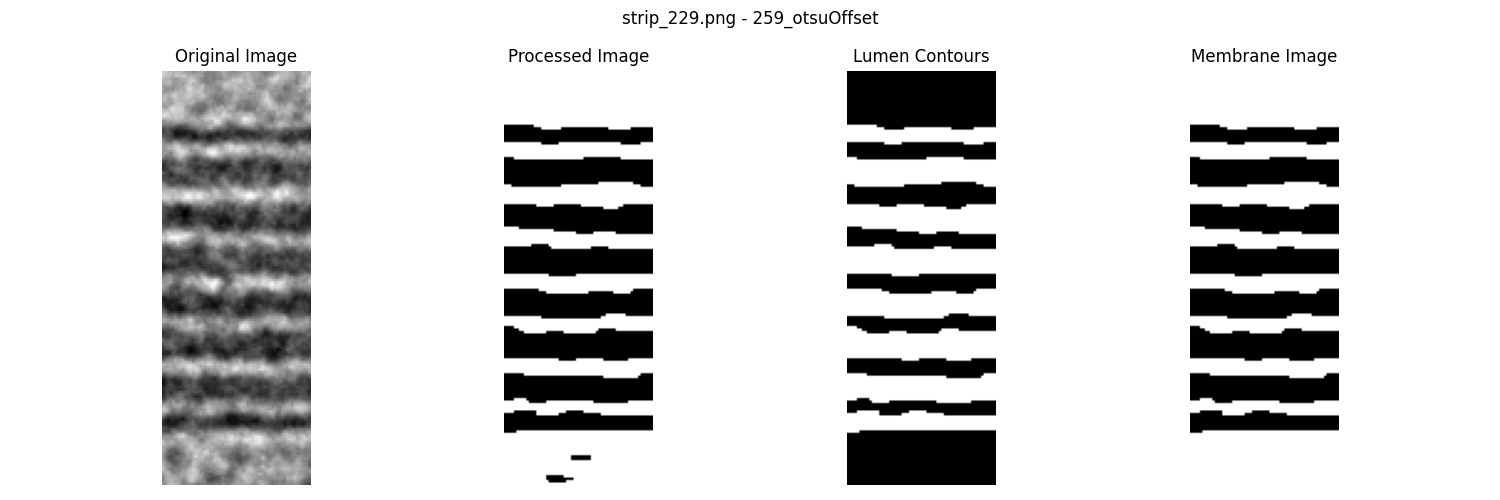 strip_229.png - 259_otsuOffset
Original Image
Processed Image
Lumen Contours
Membrane Image